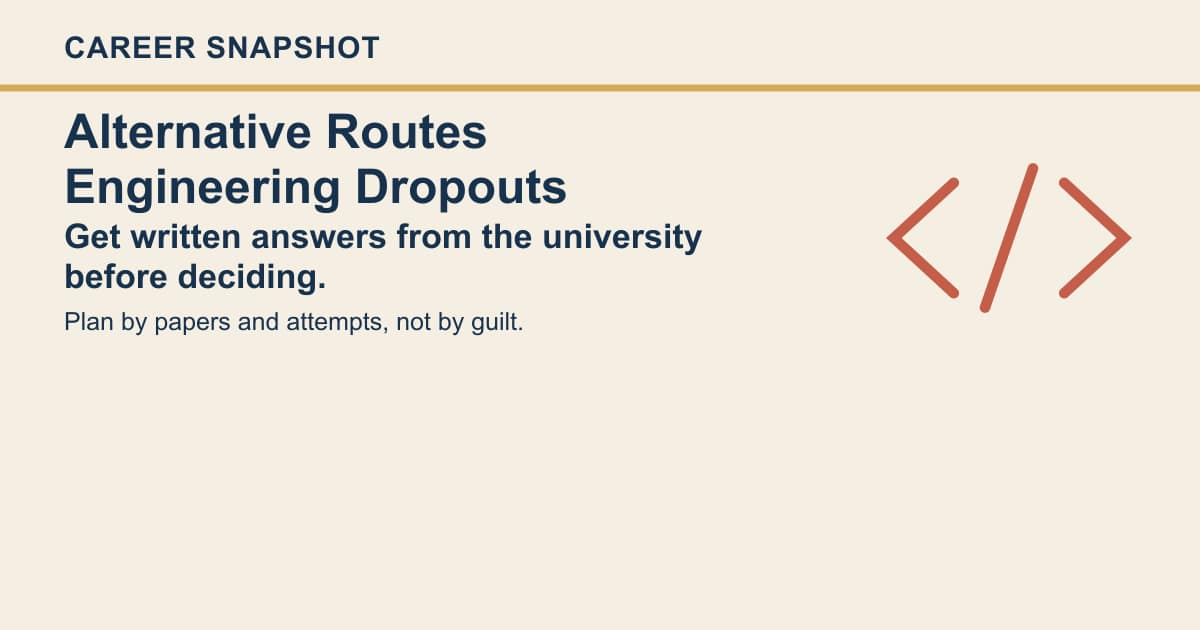 CAREER SNAPSHOT
Alternative Routes
Engineering Dropouts
Get written answers from the university
before deciding.
Plan by papers and attempts, not by guilt.